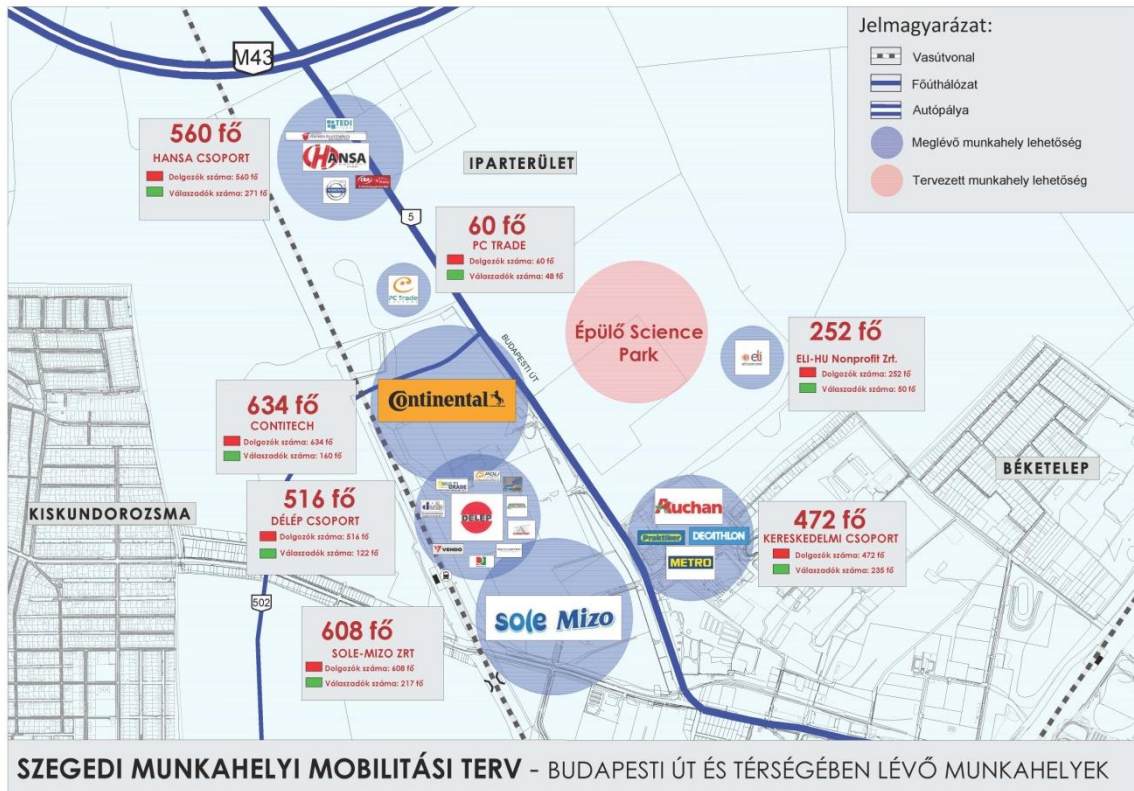 Jelmagyarázat:
Vasútvonal
Főúthálózat
Autópálya
Meglévő munkahely lehetőség
Tervezett munkahely lehetőség
M43
560 fő
HANSA CSOPORT
Dolgozók száma: 560 fő
Válaszadók száma: 271 fő
TEDI
HANSA
VOLVO
IPARTERÜLET
5
60 fő
PC TRADE
Dolgozók száma: 60 fő
Válaszadók száma: 48 fő
PC Trade
BUDAPESTI ÚT
Épülő Science
Park
eli
252 fő
ELI-HU Nonprofit Zrt.
Dolgozók száma: 252 fő
Válaszadók száma: 50 fő
Continental
634 fő
CONTITECH
Dolgozók száma: 634 fő
Válaszadók száma: 160 fő
BÉKETELEP
KISKUNDOROZSMA
516 fő
DÉLÉP CSOPORT
Dolgozók száma: 516 fő
Válaszadók száma: 122 fő
DÉLÉP
VENDO
Auchan
Praktiker
DECATHLON
METRO
472 fő
KERESKEDELMI CSOPORT
Dolgozók száma: 472 fő
Válaszadók száma: 235 fő
502
608 fő
SOLE-MIZO ZRT
Dolgozók száma: 608 fő
Válaszadók száma: 217 fő
sole Mizo
SZEGEDI MUNKAHELYI MOBILITÁSI TERV - BUDAPESTI ÚT ÉS TÉRSÉGÉBEN LÉVŐ MUNKAHELYEK